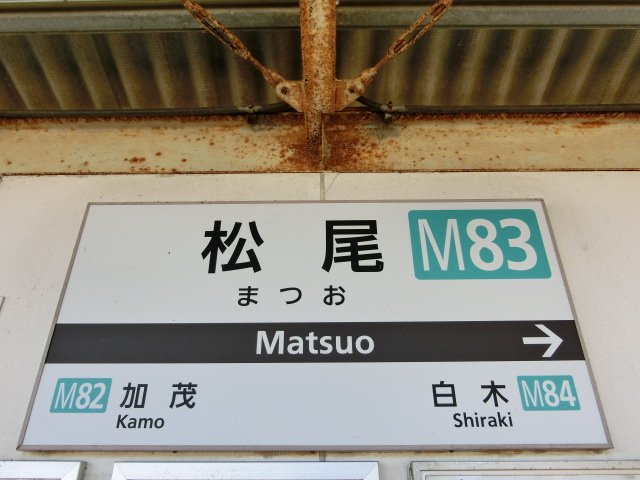 松尾 M83
まつお
Matsuo →
M82 加茂 白木 M84
Kamo Shiraki